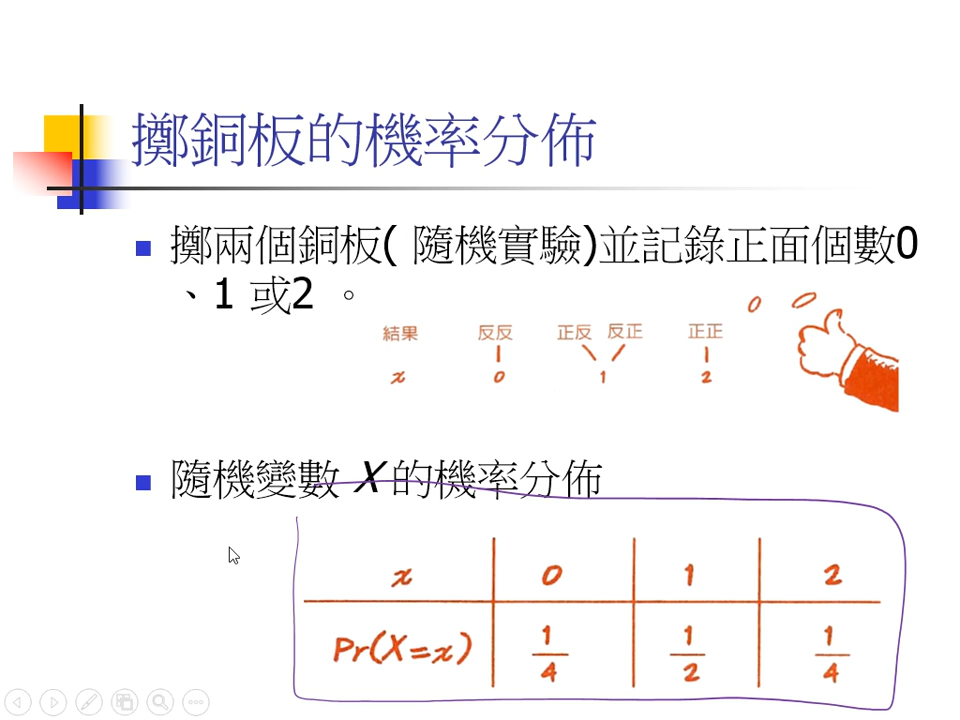 擲銅板的機率分佈
擲兩個銅板( 隨機實驗)並記錄正面個數0
、1 或2 。
結果 反反 正反 反正 正正
x 0 1 2
隨機變數 X 的機率分佈
x 0 1 2
Pr(X=x) 1/4 1/2 1/4